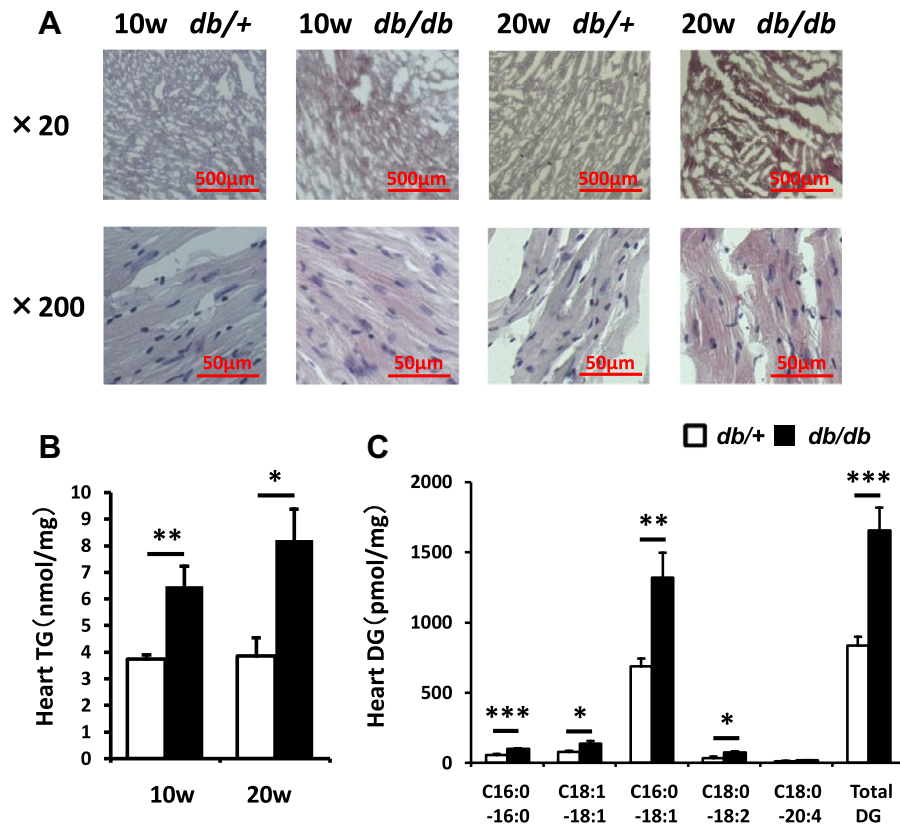 A
10w db/+ 10w db/db 20w db/+ 20w db/db
×20
500μm 500μm 500μm 500μm
×200
50μm 50μm 50μm 50μm
B
Heart TG(nmol/mg)
10
9
8
7
6
5
4
3
2
1
0
** *
10w 20w
C
db/+ db/db
Heart DG(pmol/mg)
2000
1500
1000
500
0
*** * ** * ***
C16:0 C18:1 C16:0 C18:0 C18:0 Total
-16:0 -18:1 -18:1 -18:2 -20:4 DG